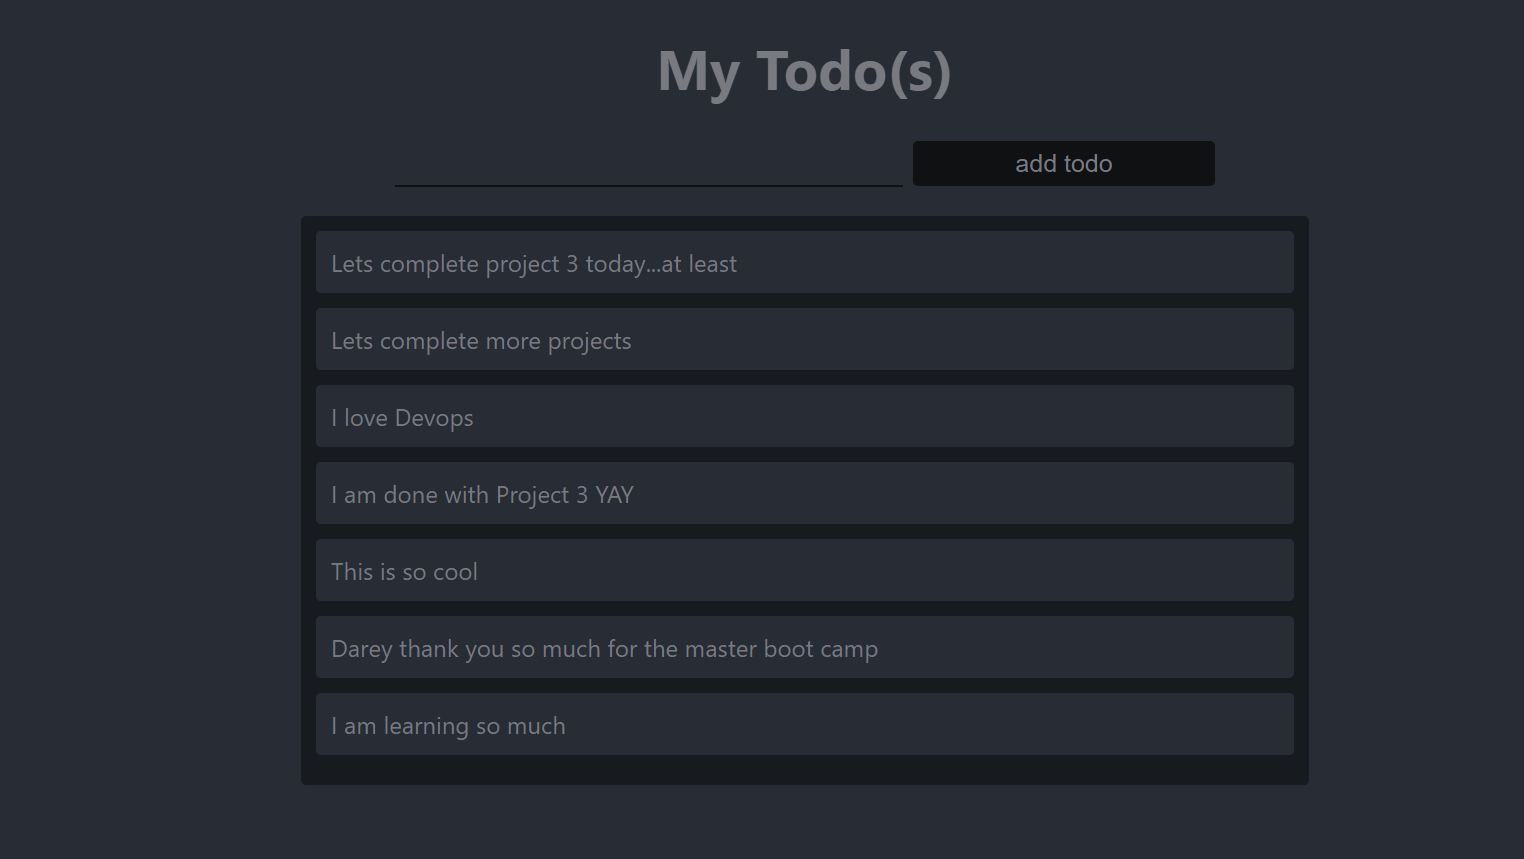 My Todo(s)
add todo
Lets complete project 3 today...at least
Lets complete more projects
I love Devops
I am done with Project 3 YAY
This is so cool
Darey thank you so much for the master boot camp
I am learning so much